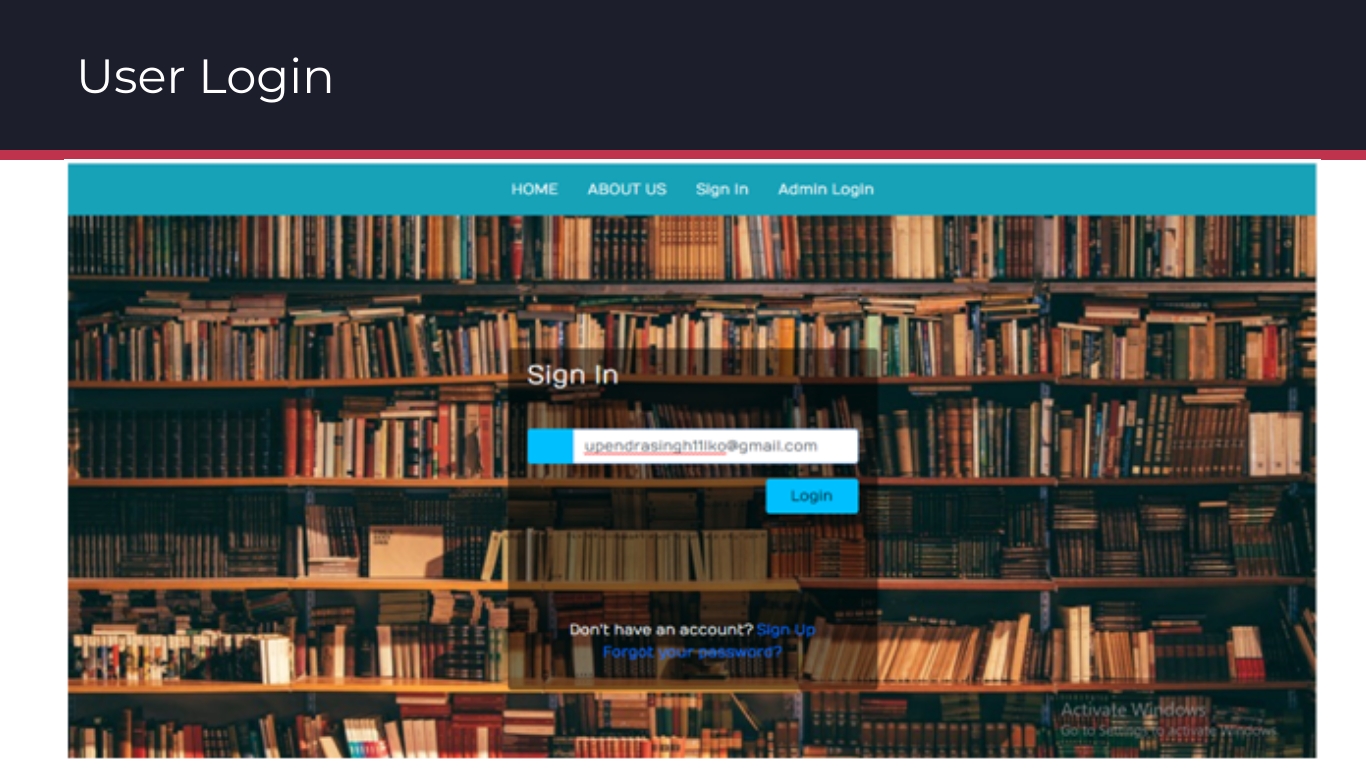 User Login
HOME ABOUT US Sign In Admin Login
Sign In
upendrasingh11lko@gmail.com
Login
Don't have an account? Sign Up
Forgot your password?
Activate Windows
Go to Settings to activate Windows.